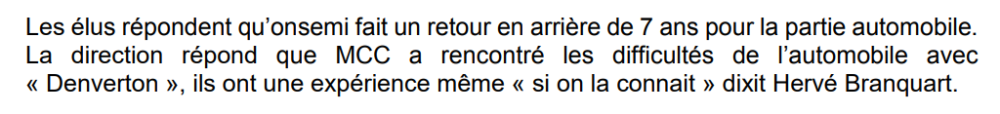 Les élus répondent qu’onsemi fait un retour en arrière de 7 ans pour la partie automobile.
La direction répond que MCC a rencontré les difficultés de l’automobile avec
« Denverton », ils ont une expérience même « si on la connait » dixit Hervé Branquart.